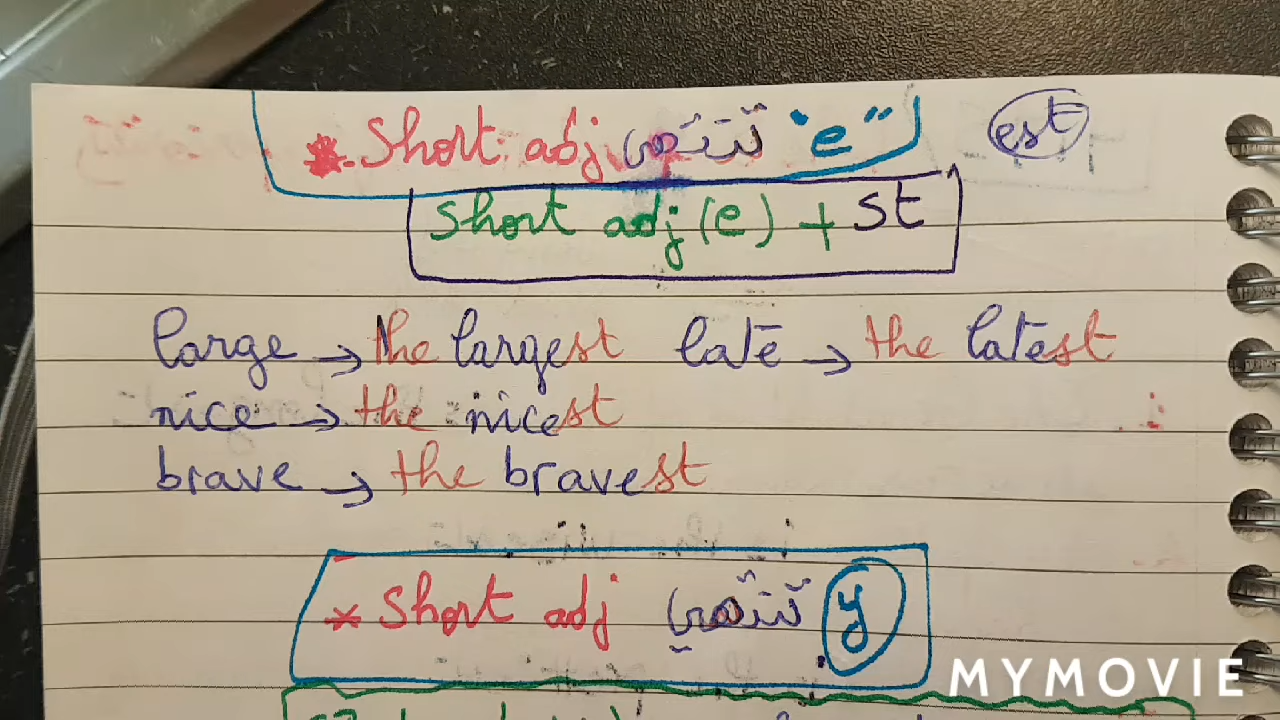 * Short adj تنتهي "e" est
Short adj (e) + st
large → the largest late → the latest
nice → the nicest
brave → the bravest
* Short adj تنتهي ب y
MYMOVIE